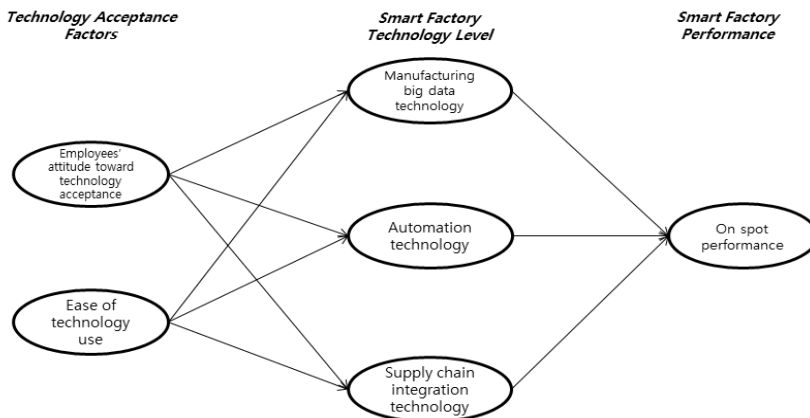 Technology Acceptance
Factors
Smart Factory
Technology Level
Smart Factory
Performance
Manufacturing
big data
technology
Employees'
attitude toward
technology
acceptance
Automation
technology
On spot
performance
Ease of
technology
use
Supply chain
integration
technology